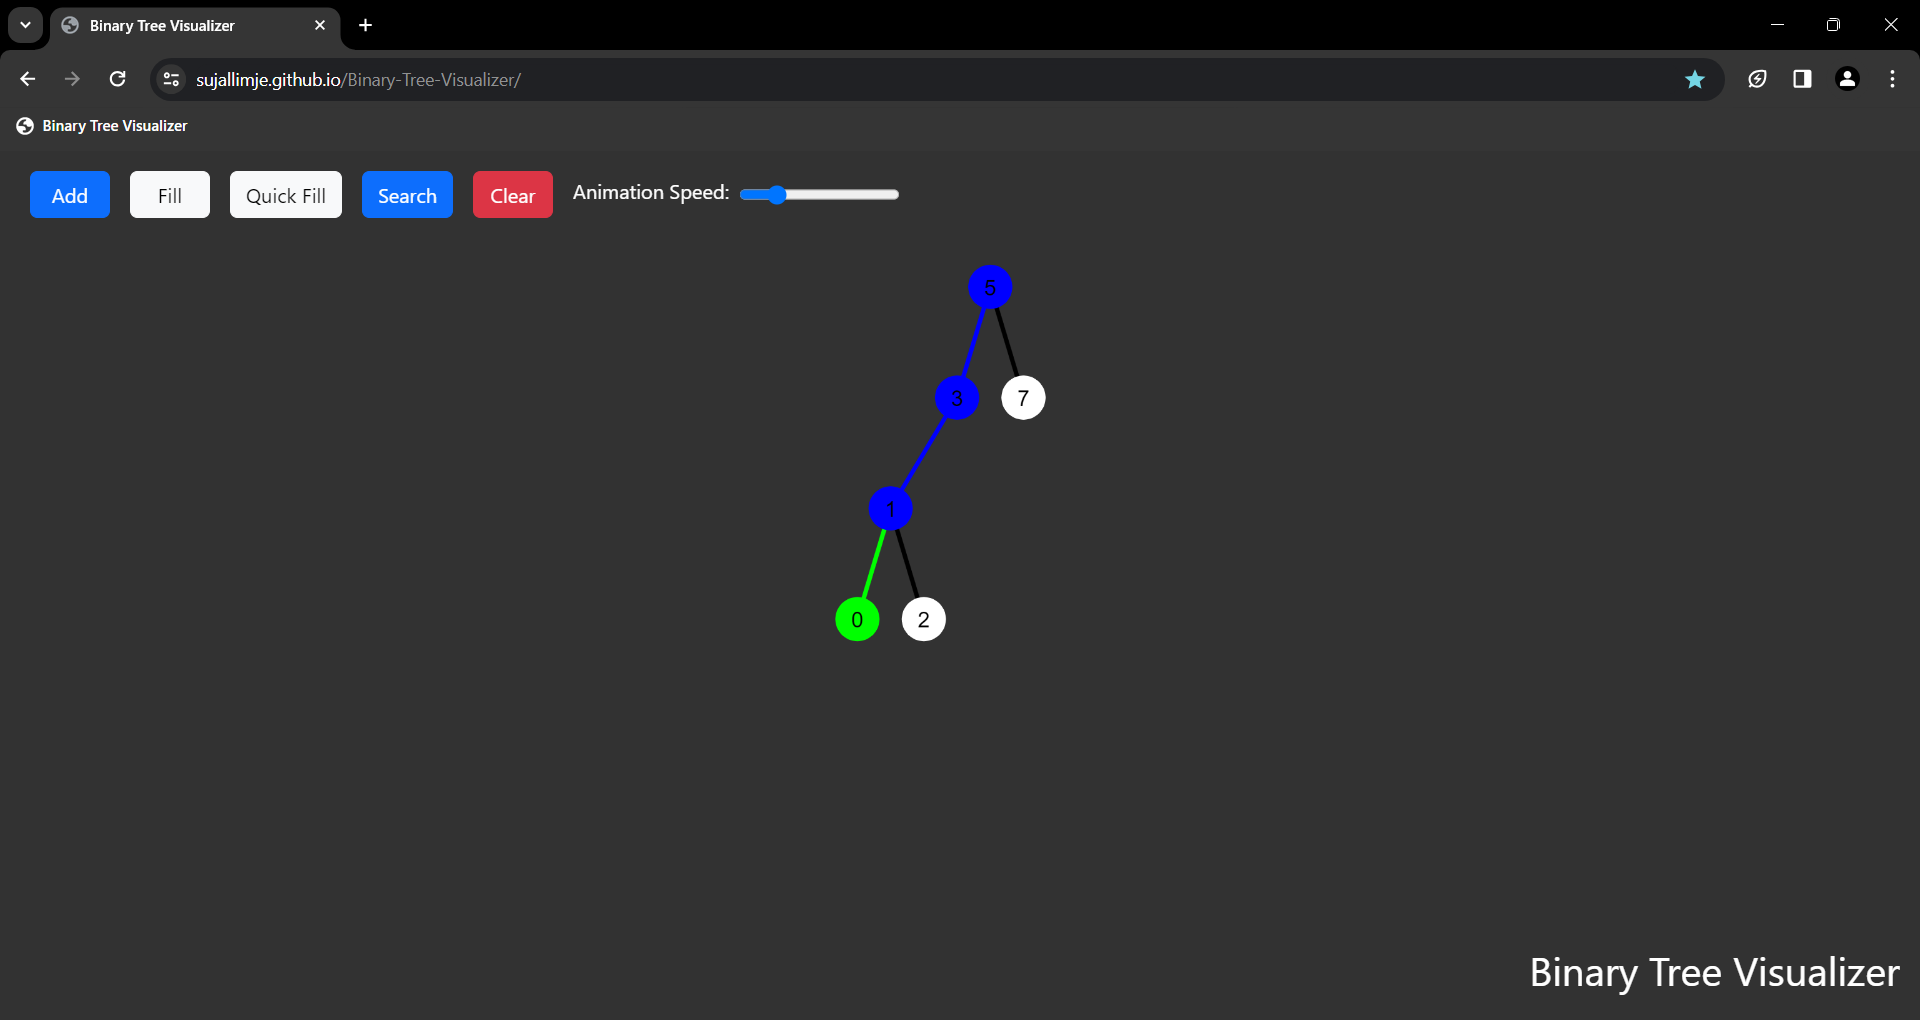 Binary Tree Visualizer
sujallimje.github.io/Binary-Tree-Visualizer/
Binary Tree Visualizer
Add Fill Quick Fill Search Clear Animation Speed:
5
3 7
1
0 2
Binary Tree Visualizer